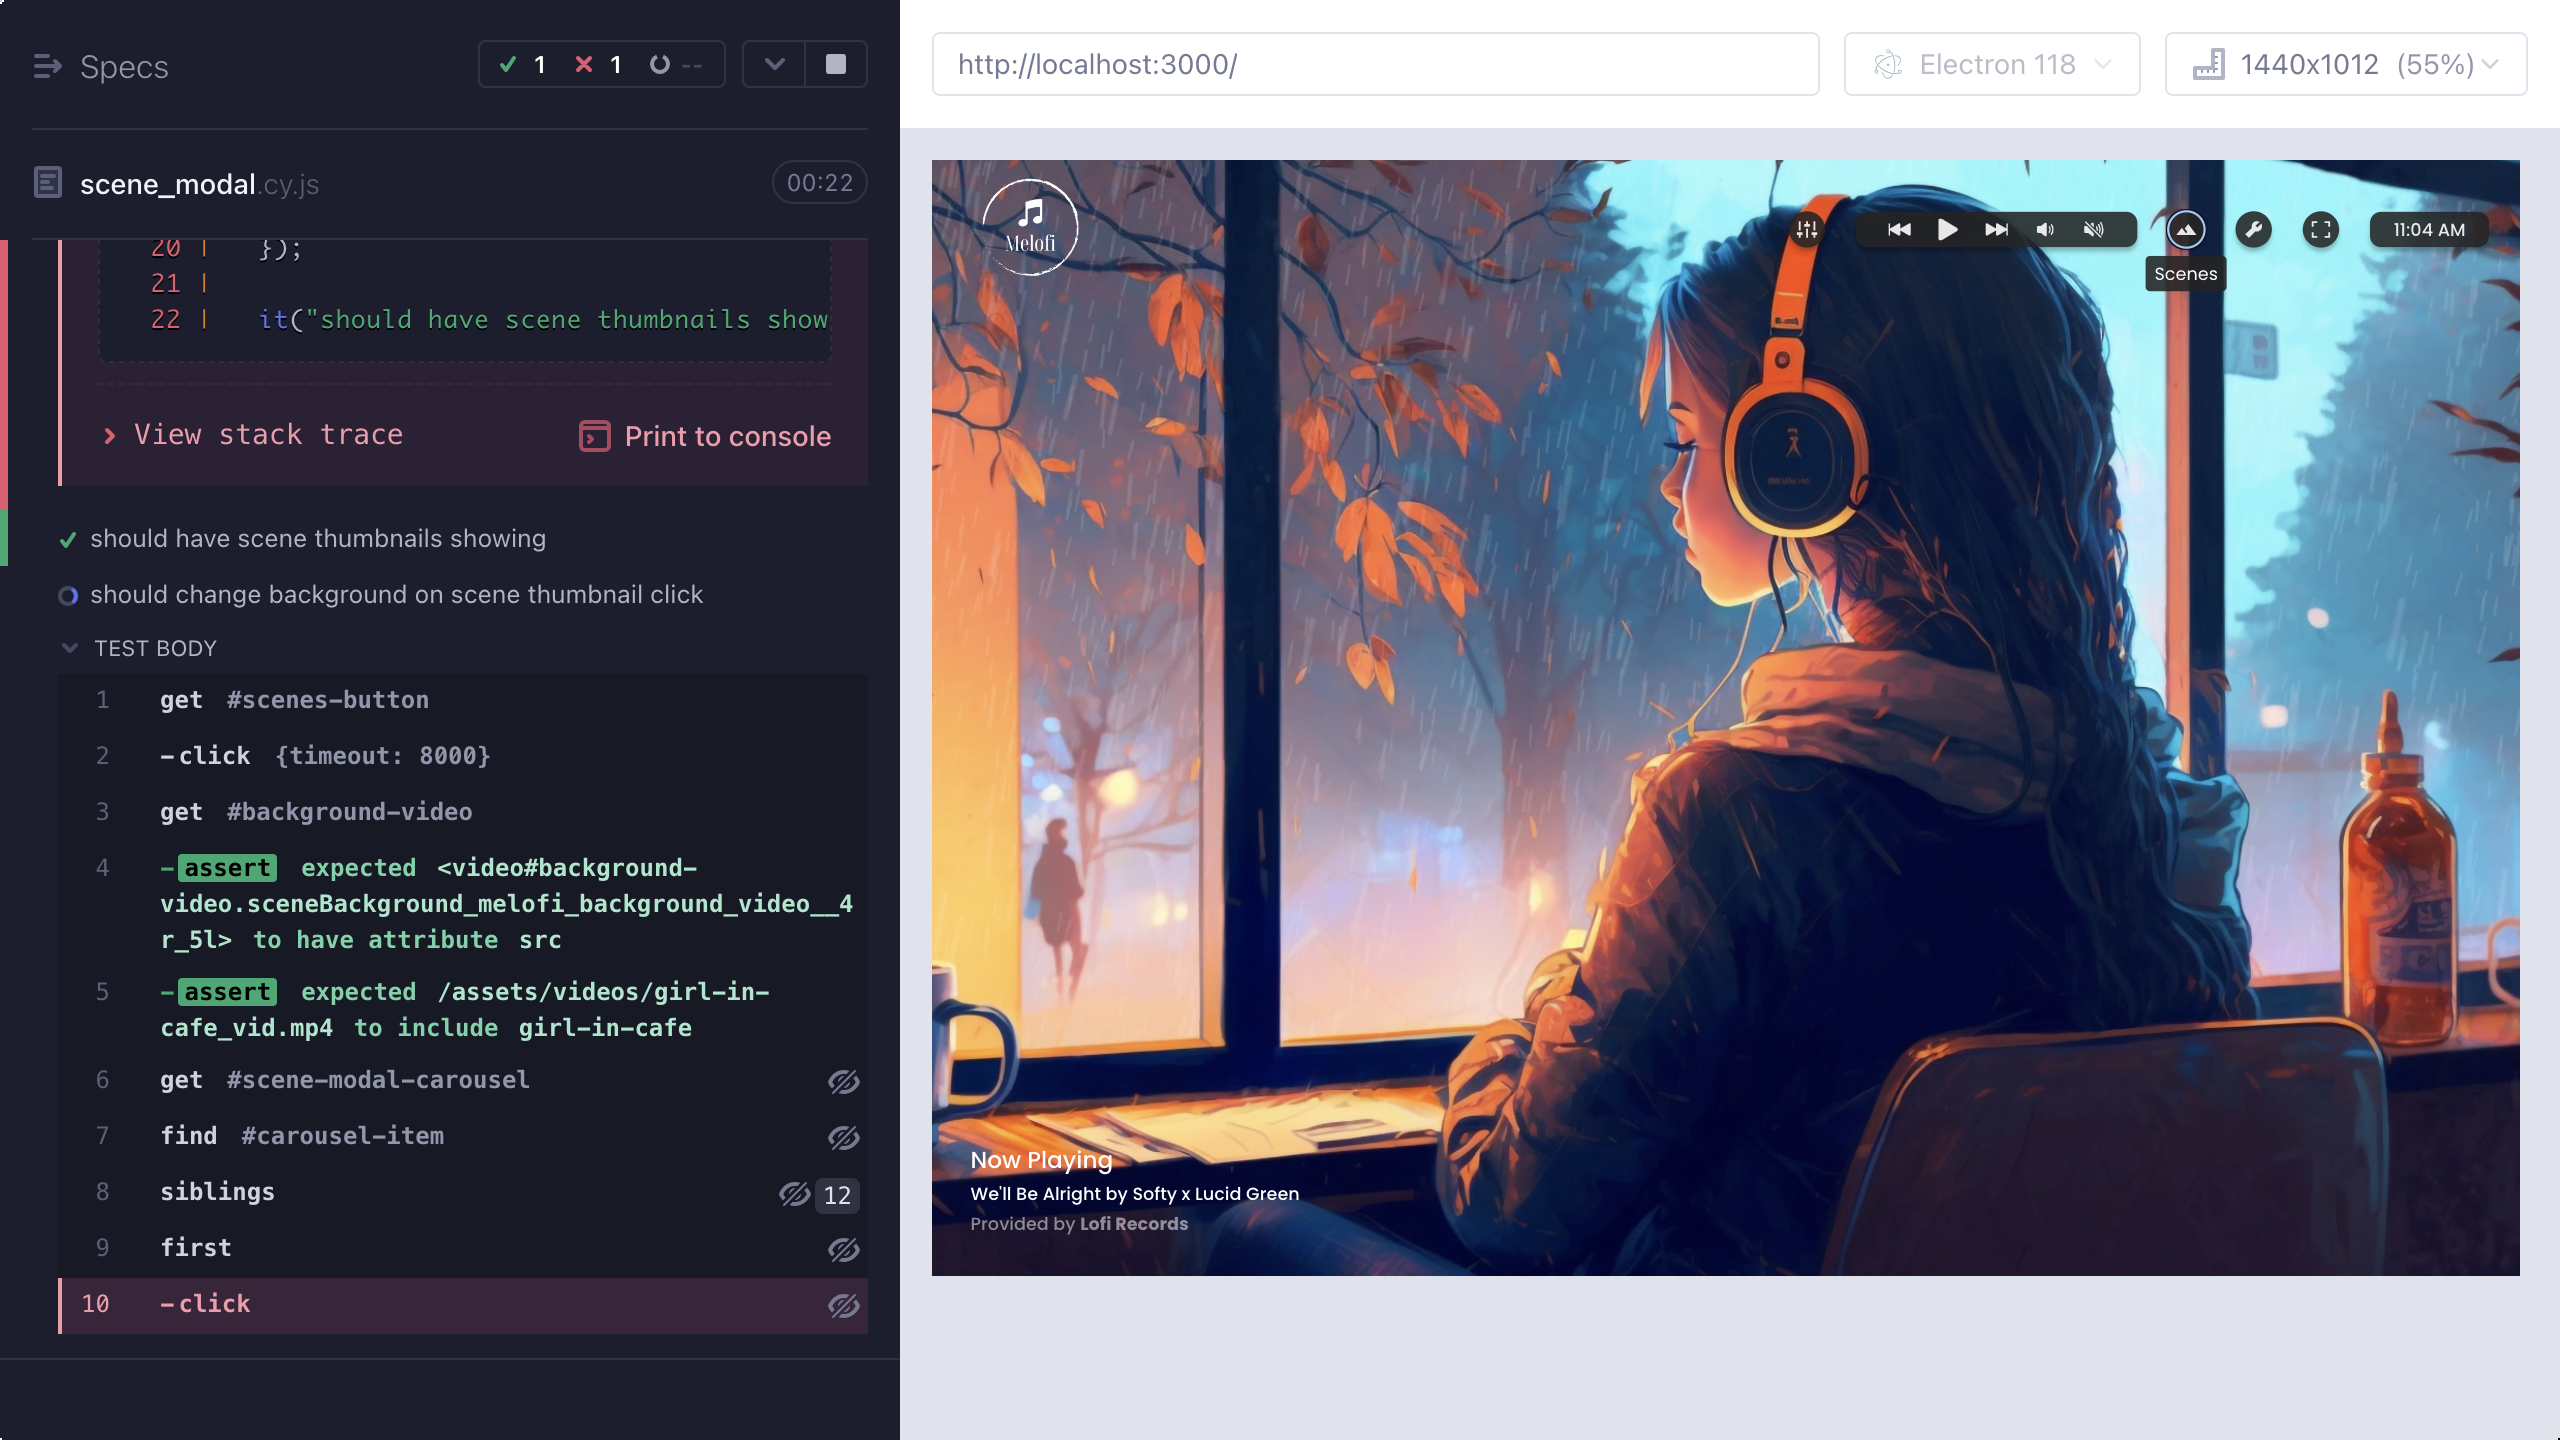 Specs
1 1 --
scene_modal.cy.js
00:22
20 | });
21 |
22 | it("should have scene thumbnails show
View stack trace
Print to console
should have scene thumbnails showing
should change background on scene thumbnail click
TEST BODY
1 get #scenes-button
2 -click {timeout: 8000}
3 get #background-video
4 -assert expected <video#background-
video.sceneBackground_melofi_background_video__4
r_5l> to have attribute src
5 -assert expected /assets/videos/girl-in-
cafe_vid.mp4 to include girl-in-cafe
6 get #scene-modal-carousel
7 find #carousel-item
8 siblings 12
9 first
10 -click
http://localhost:3000/
Electron 118
1440x1012 (55%)
Melofi
11:04 AM
Scenes
Now Playing
We'll Be Alright by Softy x Lucid Green
Provided by Lofi Records